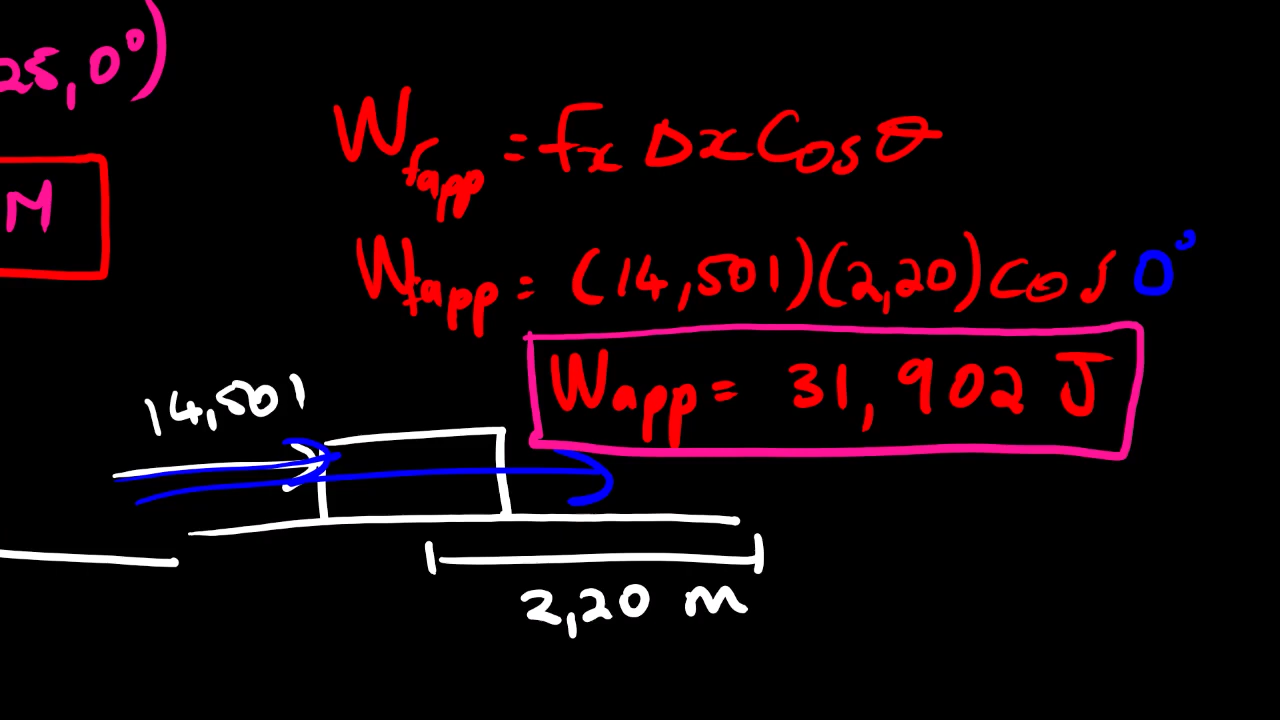 25,0°)
W_fapp = fx Δx Cos θ
M
W_fapp = (14,501)(2,20) cos 0°
W_app = 31,902 J
14,501
2,20 m